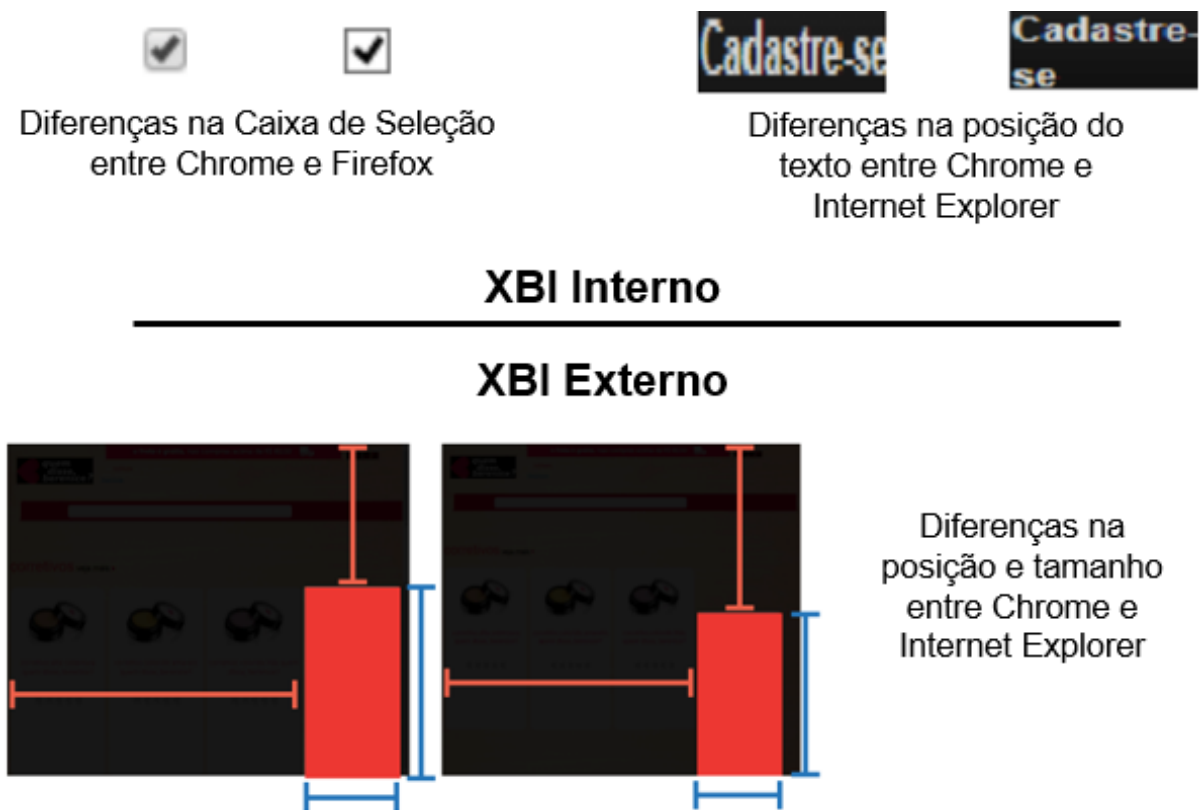 Cadastre-se
Cadastre-
se
Diferenças na Caixa de Seleção
entre Chrome e Firefox
Diferenças na posição do
texto entre Chrome e
Internet Explorer
XBI Interno
XBI Externo
Diferenças na
posição e tamanho
entre Chrome e
Internet Explorer